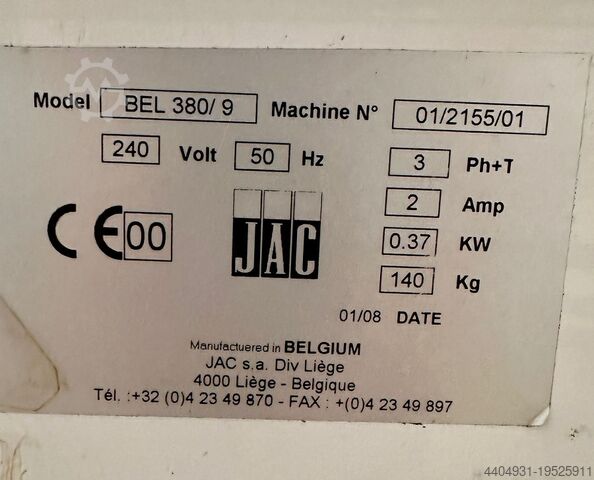 Model BEL 380/9 Machine N° 01/2155/01
240 Volt 50 Hz 3 Ph+T
2 Amp
CE00 JAC 0.37 KW
140 Kg
01/08 DATE
Manufactuered in BELGIUM
JAC s.a. Div Liège
4000 Liège - Belgique
Tél. :+32 (0)4 23 49 870 - FAX : +(0)4 23 49 897
4404931-19525911